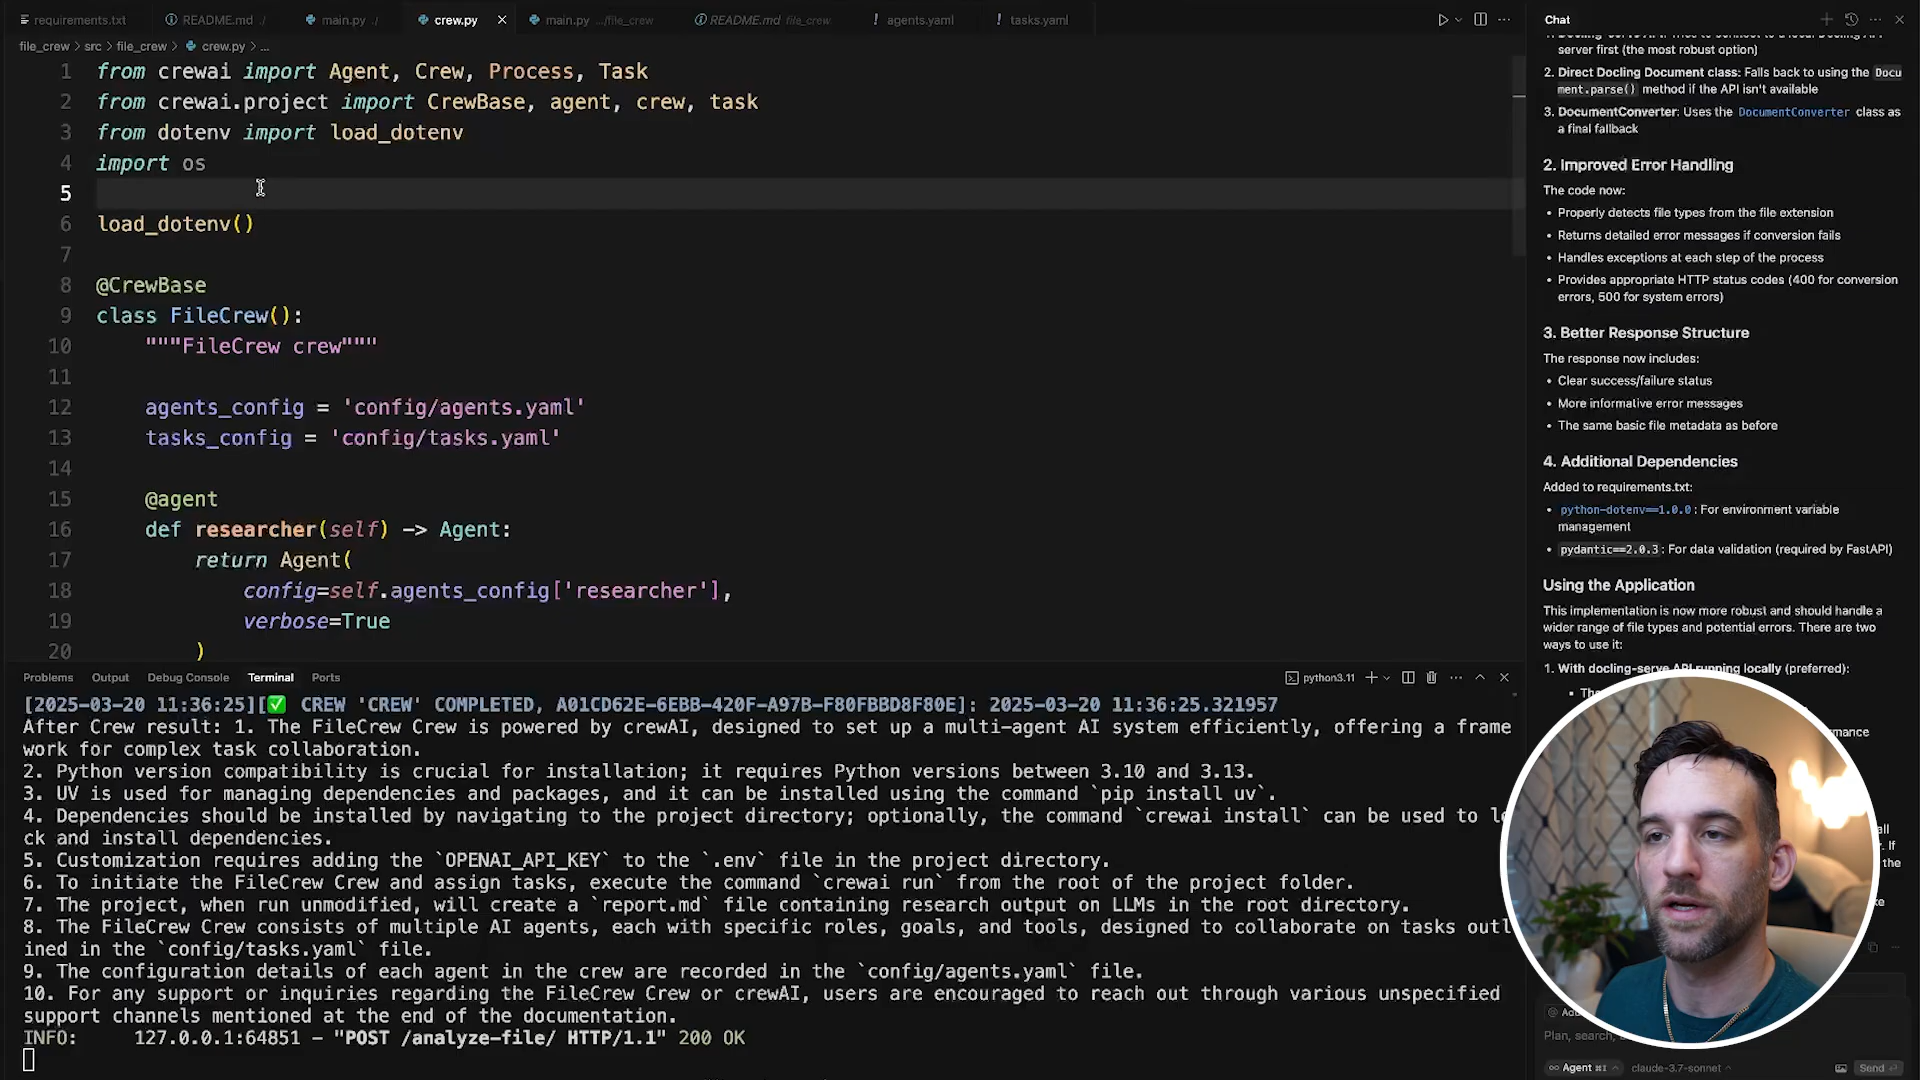 requirements.txt
README.md ./
main.py ./
crew.py
main.py .../file_crew
README.md file_crew
agents.yaml
tasks.yaml
file_crew > src > file_crew > crew.py > ...
1 from crewai import Agent, Crew, Process, Task
2 from crewai.project import CrewBase, agent, crew, task
3 from dotenv import load_dotenv
4 import os
5
6 load_dotenv()
7
8 @CrewBase
9 class FileCrew():
10 """FileCrew crew"""
11
12 agents_config = 'config/agents.yaml'
13 tasks_config = 'config/tasks.yaml'
14
15 @agent
16 def researcher(self) -> Agent:
17 return Agent(
18 config=self.agents_config['researcher'],
19 verbose=True
20 )
Problems Output Debug Console Terminal Ports
python3.11
[2025-03-20 11:36:25][✅ CREW 'CREW' COMPLETED, A01CD62E-6EBB-420F-A97B-F80FBBD8F80E]: 2025-03-20 11:36:25.321957
After Crew result: 1. The FileCrew Crew is powered by crewAI, designed to set up a multi-agent AI system efficiently, offering a frame
work for complex task collaboration.
2. Python version compatibility is crucial for installation; it requires Python versions between 3.10 and 3.13.
3. UV is used for managing dependencies and packages, and it can be installed using the command `pip install uv`.
4. Dependencies should be installed by navigating to the project directory; optionally, the command `crewai install` can be used to lo
ck and install dependencies.
5. Customization requires adding the `OPENAI_API_KEY` to the `.env` file in the project directory.
6. To initiate the FileCrew Crew and assign tasks, execute the command `crewai run` from the root of the project folder.
7. The project, when run unmodified, will create a `report.md` file containing research output on LLMs in the root directory.
8. The FileCrew Crew consists of multiple AI agents, each with specific roles, goals, and tools, designed to collaborate on tasks outl
ined in the `config/tasks.yaml` file.
9. The configuration details of each agent in the crew are recorded in the `config/agents.yaml` file.
10. For any support or inquiries regarding the FileCrew Crew or crewAI, users are encouraged to reach out through various unspecified
support channels mentioned at the end of the documentation.
INFO: 127.0.0.1:64851 - "POST /analyze-file/ HTTP/1.1" 200 OK
Chat
server first (the most robust option)
2. Direct Docling Document class: Falls back to using the Docu
ment.parse() method if the API isn't available
3. DocumentConverter: Uses the DocumentConverter class as
a final fallback
2. Improved Error Handling
The code now:
• Properly detects file types from the file extension
• Returns detailed error messages if conversion fails
• Handles exceptions at each step of the process
• Provides appropriate HTTP status codes (400 for conversion
errors, 500 for system errors)
3. Better Response Structure
The response now includes:
• Clear success/failure status
• More informative error messages
• The same basic file metadata as before
4. Additional Dependencies
Added to requirements.txt:
• python-dotenv==1.0.0: For environment variable
management
• pydantic==2.0.3: For data validation (required by FastAPI)
Using the Application
This implementation is now more robust and should handle a
wider range of file types and potential errors. There are two
ways to use it:
1. With docling-serve API running locally (preferred):
If
the
Plan, search,
Agent claude-3.7-sonnet
Send